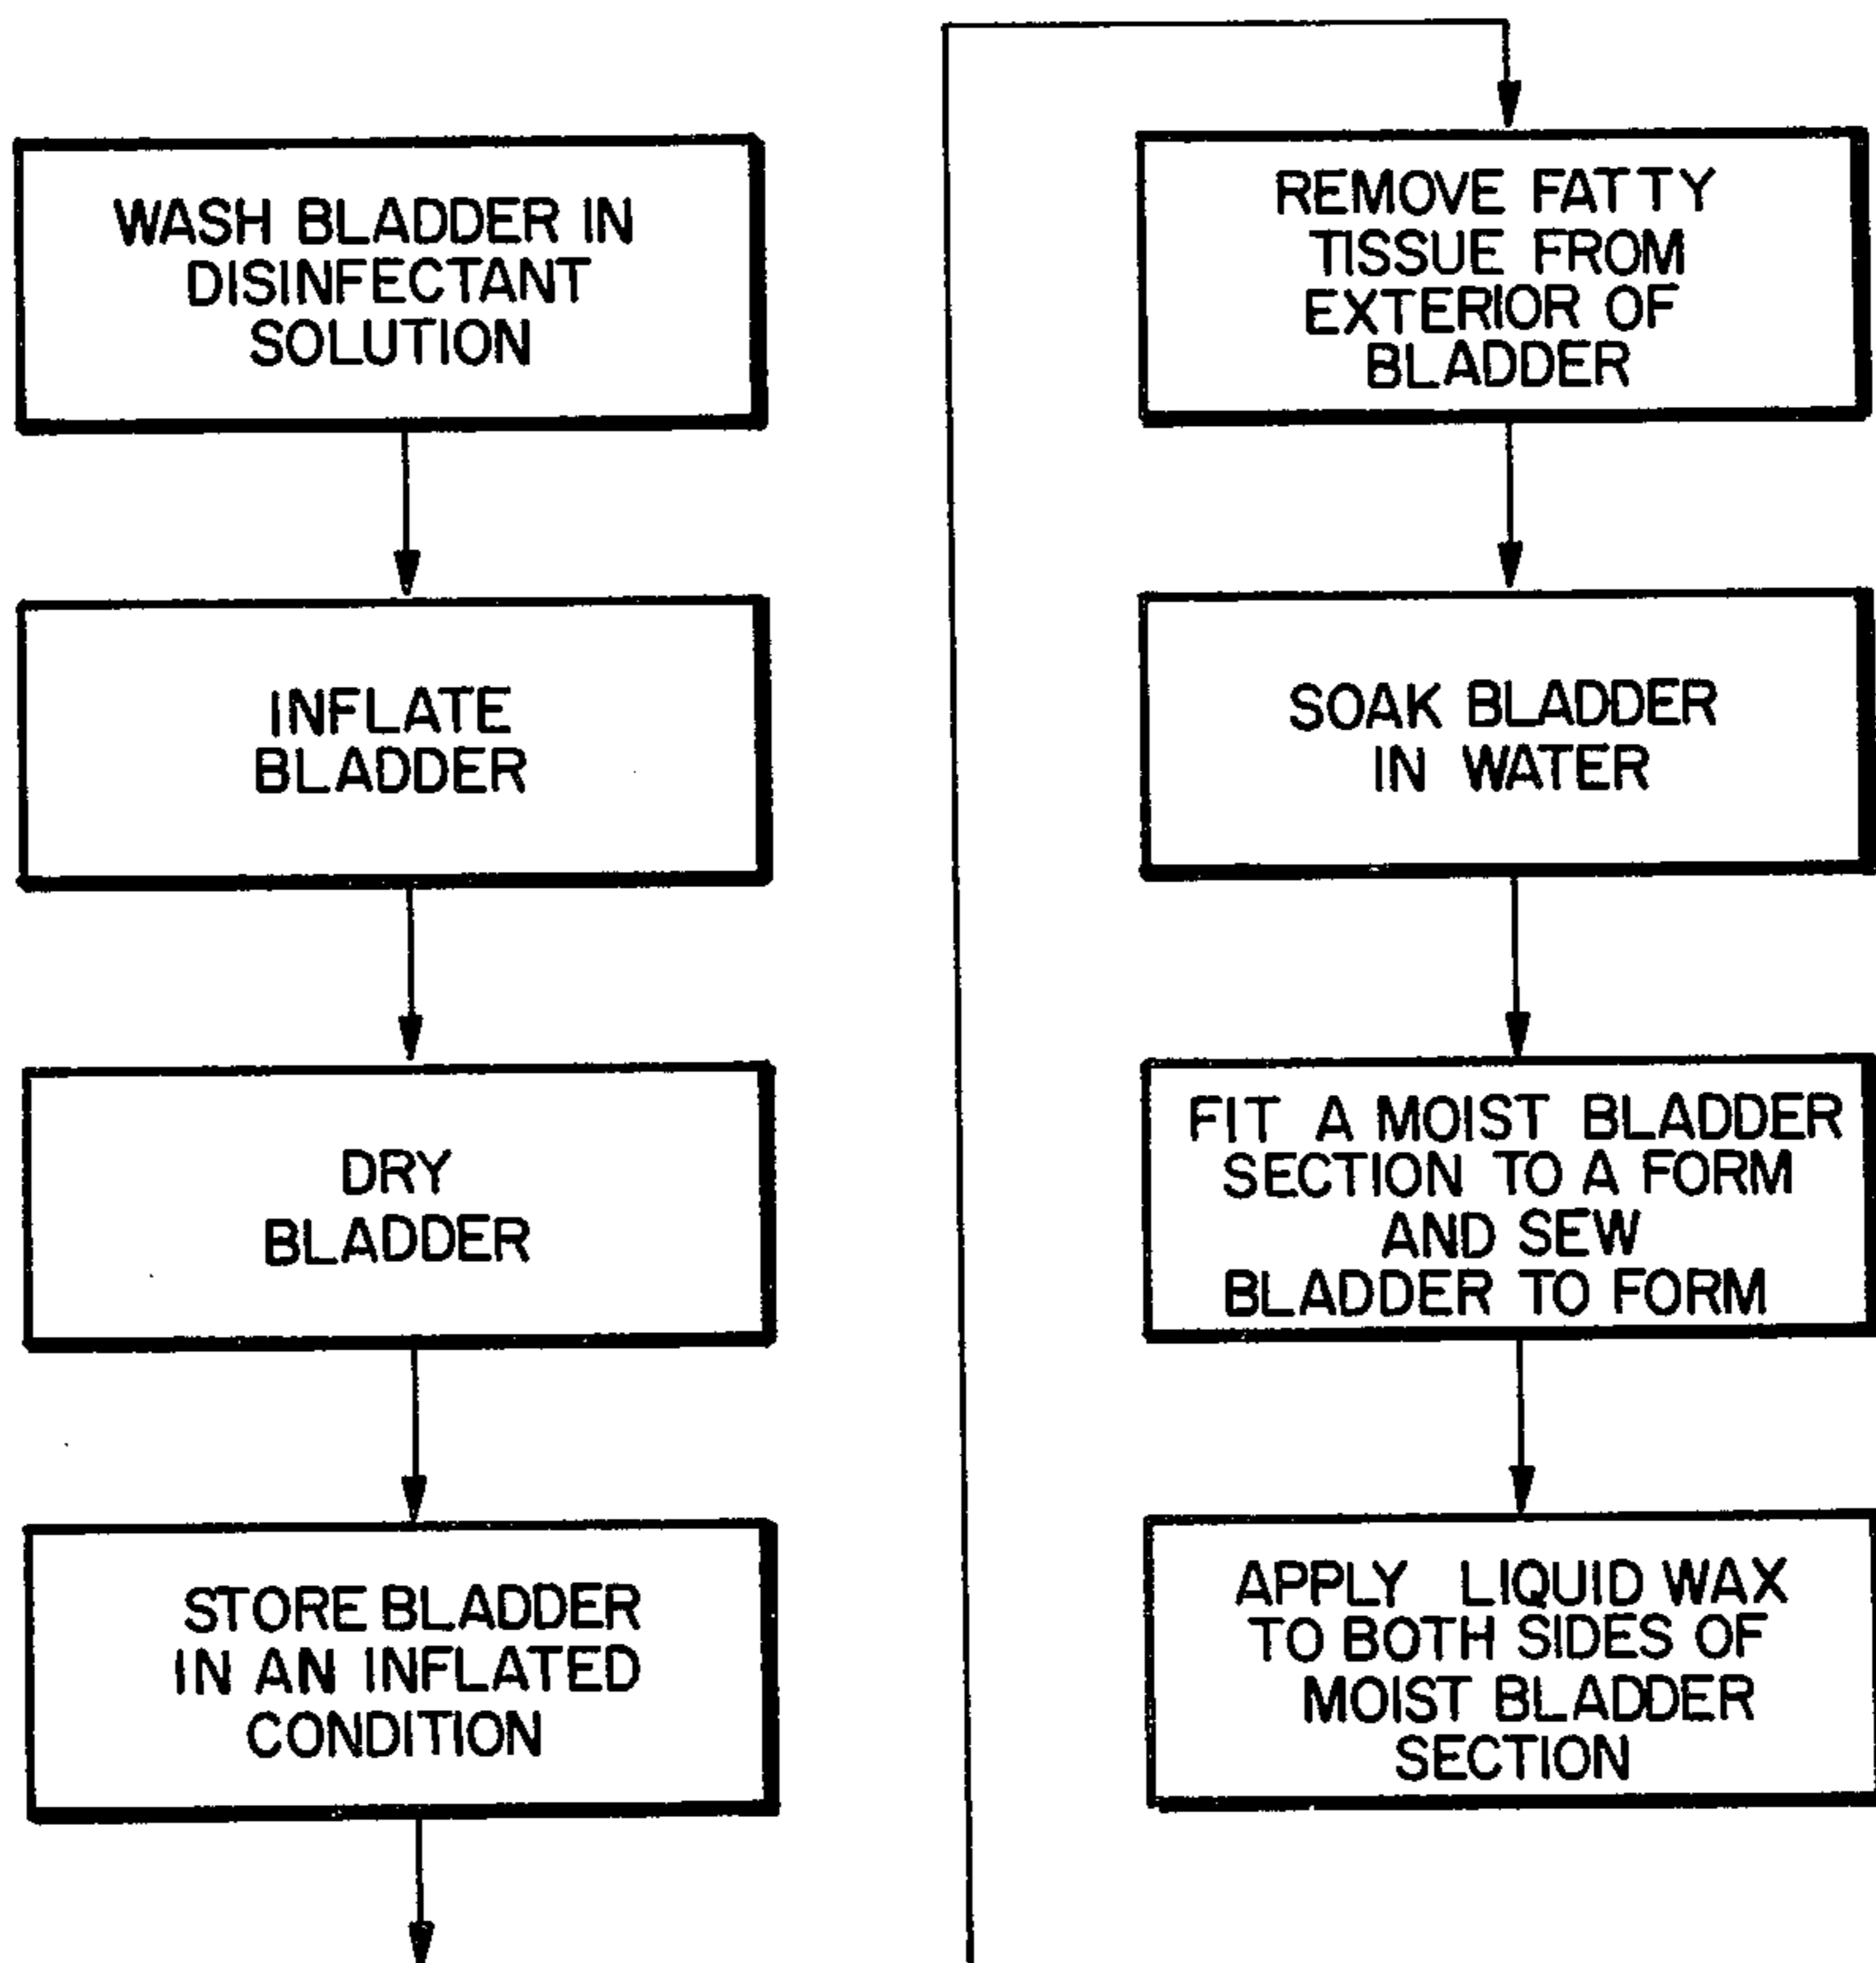 WASH BLADDER IN
DISINFECTANT
SOLUTION
INFLATE
BLADDER
DRY
BLADDER
STORE BLADDER
IN AN INFLATED
CONDITION
REMOVE FATTY
TISSUE FROM
EXTERIOR OF
BLADDER
SOAK BLADDER
IN WATER
FIT A MOIST BLADDER
SECTION TO A FORM
AND SEW
BLADDER TO FORM
APPLY LIQUID WAX
TO BOTH SIDES OF
MOIST BLADDER
SECTION